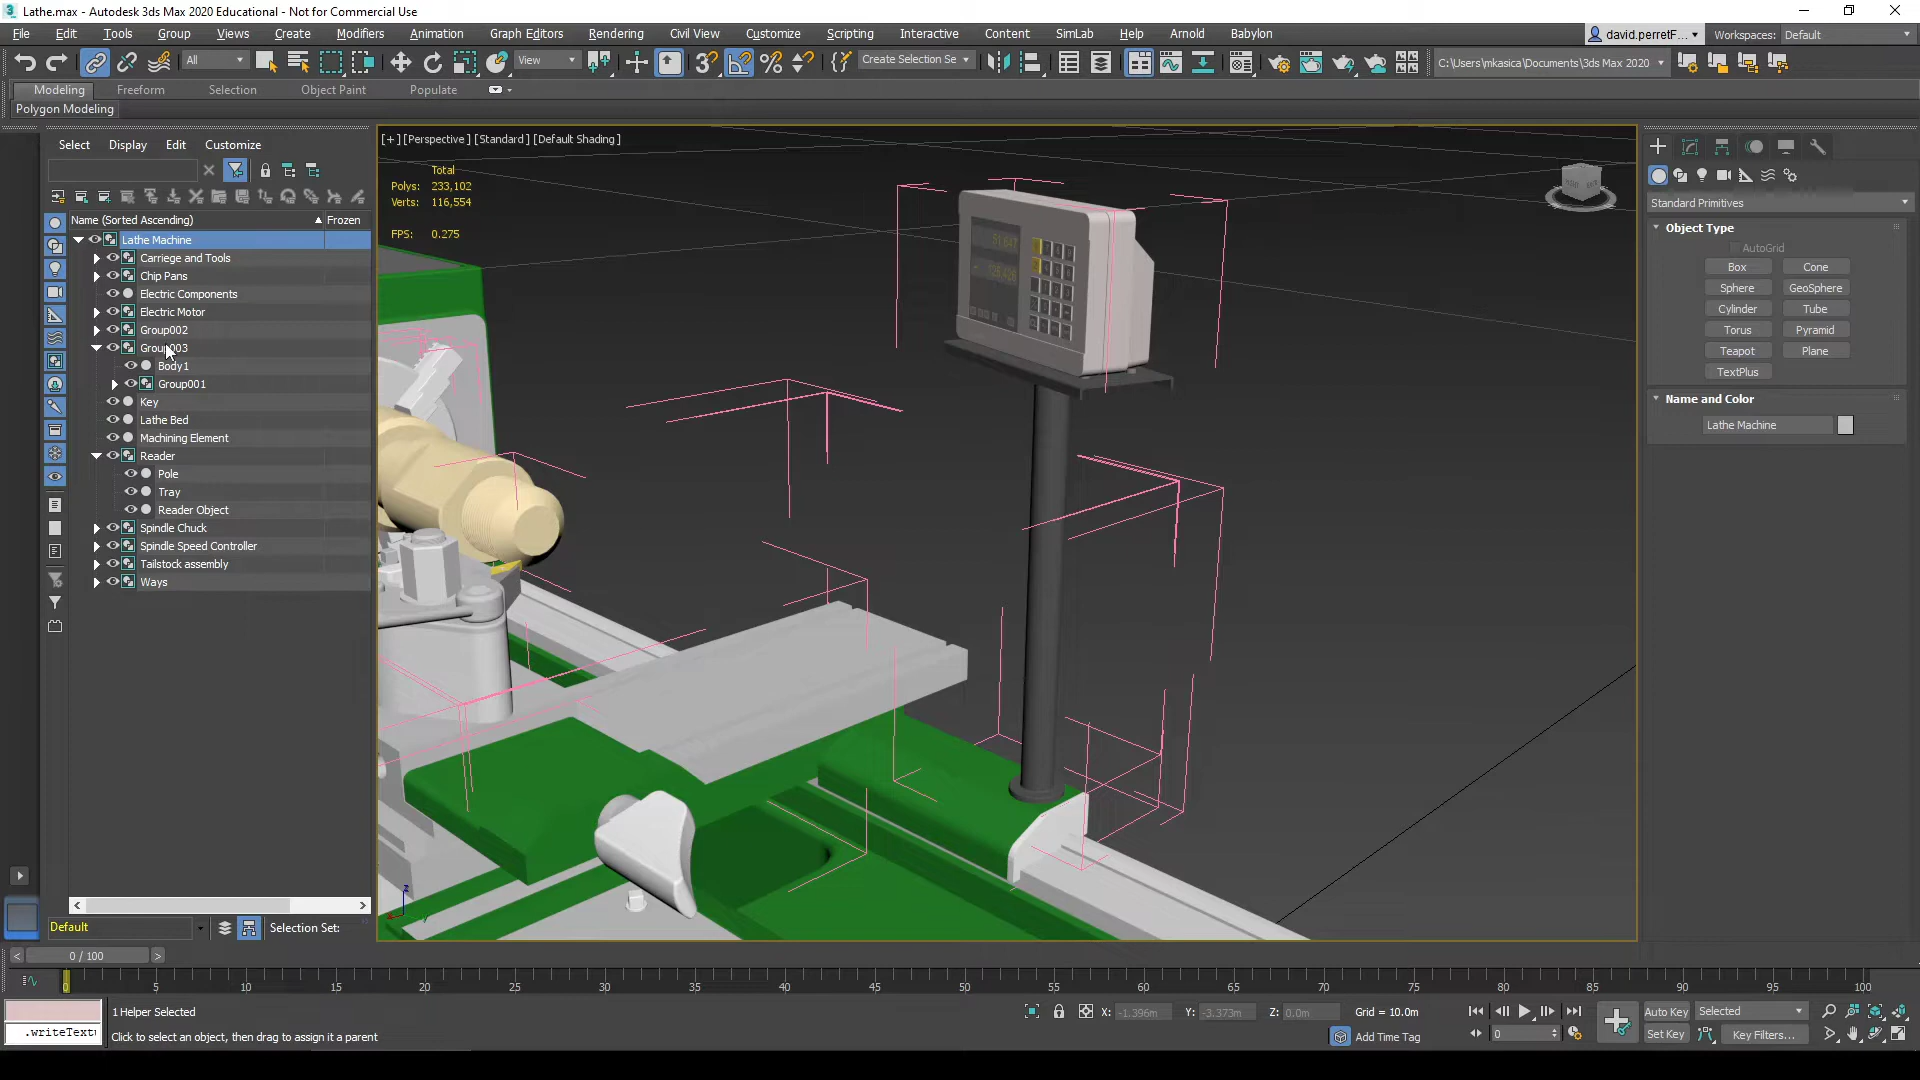 Lathe.max - Autodesk 3ds Max 2020 Educational - Not for Commercial Use
File Edit Tools Group Views Create Modifiers Animation Graph Editors Rendering Civil View Customize Scripting Interactive Content SimLab Help Arnold Babylon
david.perretF... Workspaces: Default
All View Create Selection Se C:\Users\mkasica\Documents\3ds Max 2020
Modeling Freeform Selection Object Paint Populate
Polygon Modeling
Select Display Edit Customize
Name (Sorted Ascending) Frozen
Lathe Machine
Carriege and Tools
Chip Pans
Electric Components
Electric Motor
Group002
Group003
Body1
Group001
Key
Lathe Bed
Machining Element
Reader
Pole
Tray
Reader Object
Spindle Chuck
Spindle Speed Controller
Tailstock assembly
Ways
Default
Selection Set:
[+] [Perspective ] [Standard ] [Default Shading ]
Total
Polys: 233,102
Verts: 116,554
FPS: 0.275
Standard Primitives
Object Type
AutoGrid
Box Cone
Sphere GeoSphere
Cylinder Tube
Torus Pyramid
Teapot Plane
TextPlus
Name and Color
Lathe Machine
0 / 100
0 5 10 15 20 25 30 35 40 45 50 55 60 65 70 75 80 85 90 95 100
1 Helper Selected
X: -1.396m Y: -3.373m Z: 0.0m Grid = 10.0m
Auto Key Selected
.writeText
Click to select an object, then drag to assign it a parent
Add Time Tag
0
Set Key Key Filters...